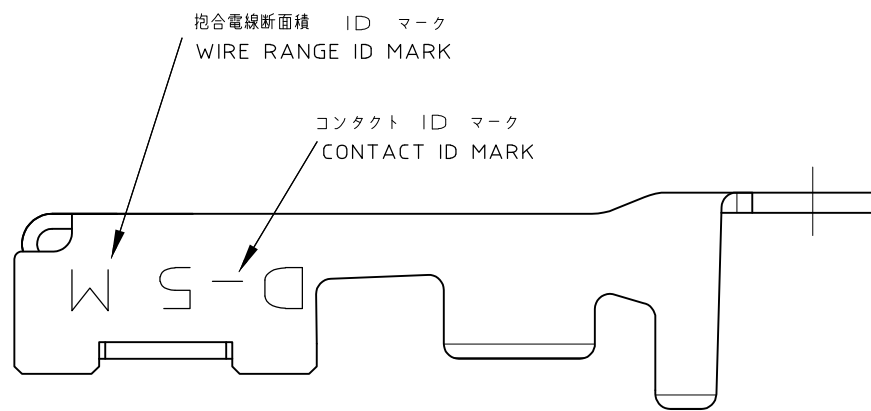 抱合電線断面積 ID マーク
WIRE RANGE ID MARK
コンタクト ID マーク
CONTACT ID MARK
D-5 M